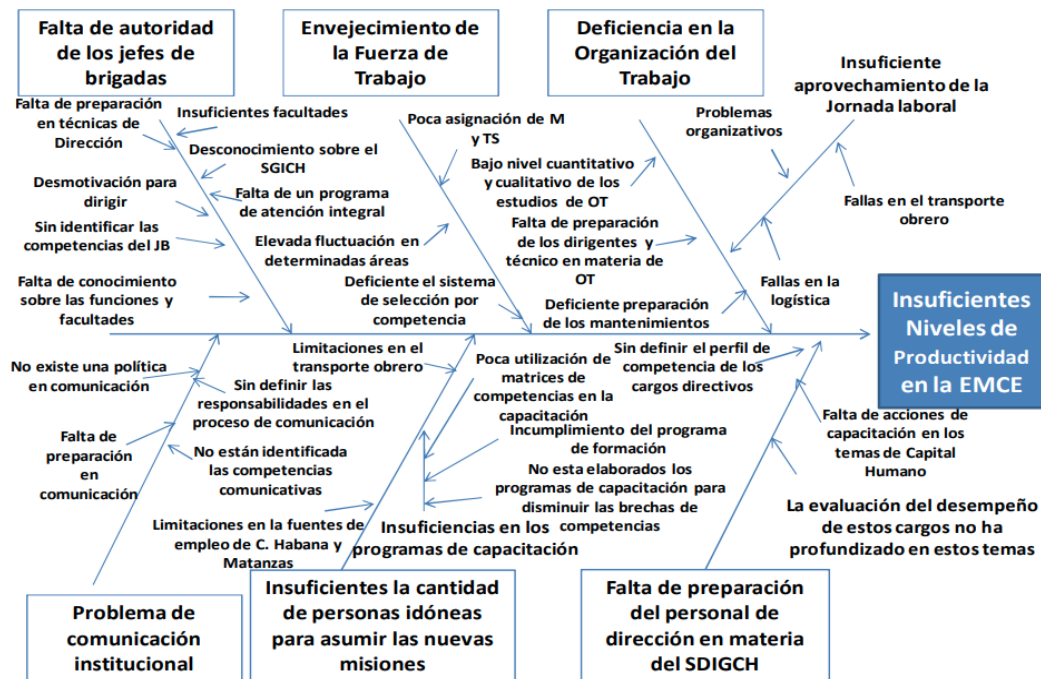 Falta de autoridad
de los jefes de
brigadas
Envejecimiento de
la Fuerza de
Trabajo
Deficiencia en la
Organización del
Trabajo
Insuficiente
aprovechamiento de la
Jornada laboral
Falta de preparación
en técnicas de
Dirección
Insuficientes facultades
Desconocimiento sobre el
SGICH
Desmotivación para
dirigir
Falta de un programa
de atención integral
Sin identificar las
competencias del JB
Falta de conocimiento
sobre las funciones y
facultades
Poca asignación de M
y TS
Elevada fluctuación en
determinadas áreas
Deficiente el sistema
de selección por
competencia
Bajo nivel cuantitativo
y cualitativo de los
estudios de OT
Falta de preparación
de los dirigentes y
técnico en materia de
OT
Deficiente preparación
de los mantenimientos
Problemas
organizativos
Fallas en el transporte
obrero
Fallas en la
logística
Insuficientes
Niveles de
Productividad
en la EMCE
No existe una política
en comunicación
Sin definir las
responsabilidades en el
proceso de comunicación
Falta de
preparación
en
comunicación
No están identificada
las competencias
comunicativas
Limitaciones en el
transporte obrero
Poca utilización de
matrices de
competencias en la
capacitación
Incumplimiento del programa
de formación
No esta elaborados los
programas de capacitación para
disminuir las brechas de
competencias
Limitaciones en la fuentes de
empleo de C. Habana y
Matanzas
Insuficiencias en los
programas de capacitación
Sin definir el perfil de
competencia de los
cargos directivos
Falta de acciones de
capacitación en los
temas de Capital
Humano
La evaluación del desempeño
de estos cargos no ha
profundizado en estos temas
Problema de
comunicación
institucional
Insuficientes la cantidad
de personas idóneas
para asumir las nuevas
misiones
Falta de preparación
del personal de
dirección en materia
del SDIGCH